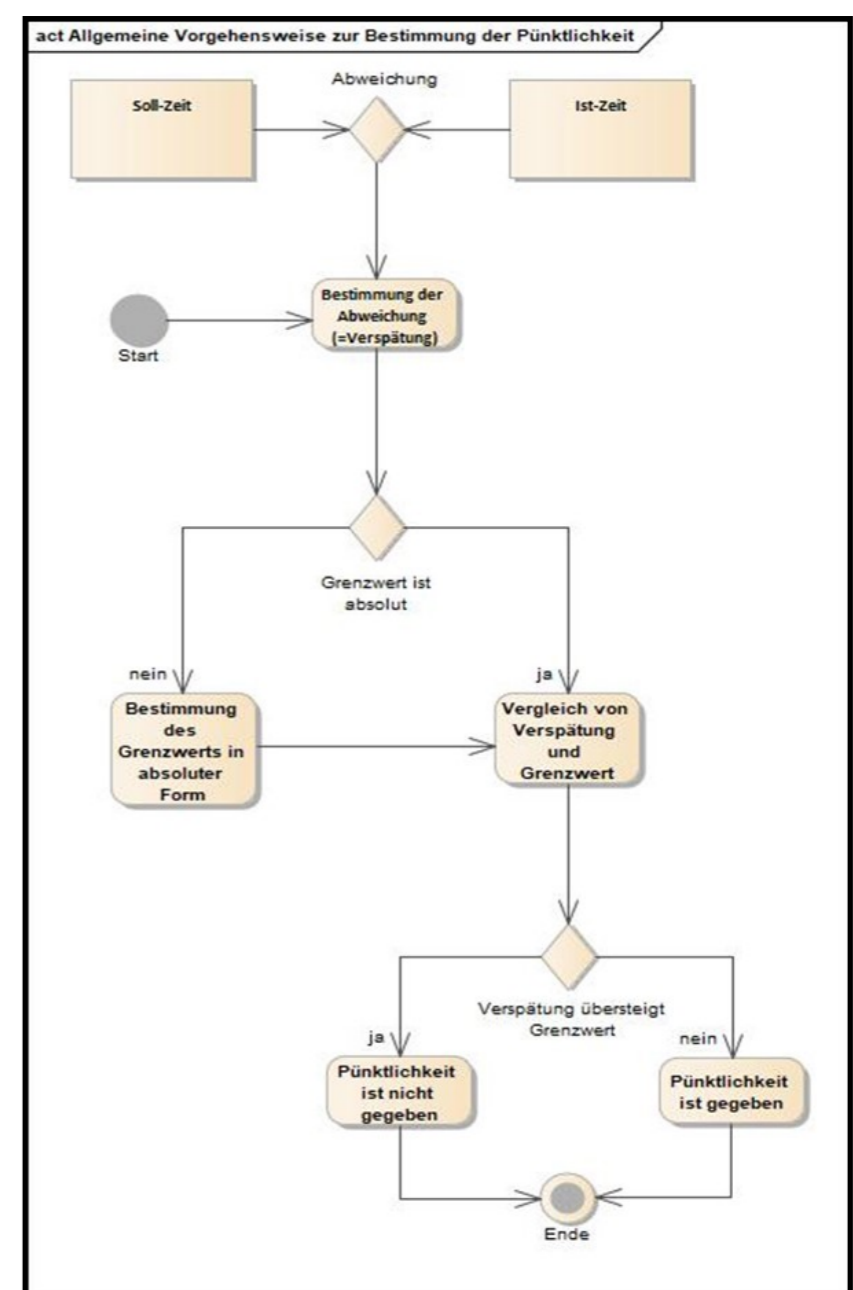 act Allgemeine Vorgehensweise zur Bestimmung der Pünktlichkeit
Abweichung
Soll-Zeit
Ist-Zeit
Bestimmung der
Abweichung
(=Verspätung)
Start
Grenzwert ist
absolut
nein
ja
Bestimmung
des
Grenzwerts in
absoluter
Form
Vergleich von
Verspätung
und
Grenzwert
Verspätung übersteigt
Grenzwert
ja
nein
Pünktlichkeit
ist nicht
gegeben
Pünktlichkeit
ist gegeben
Ende